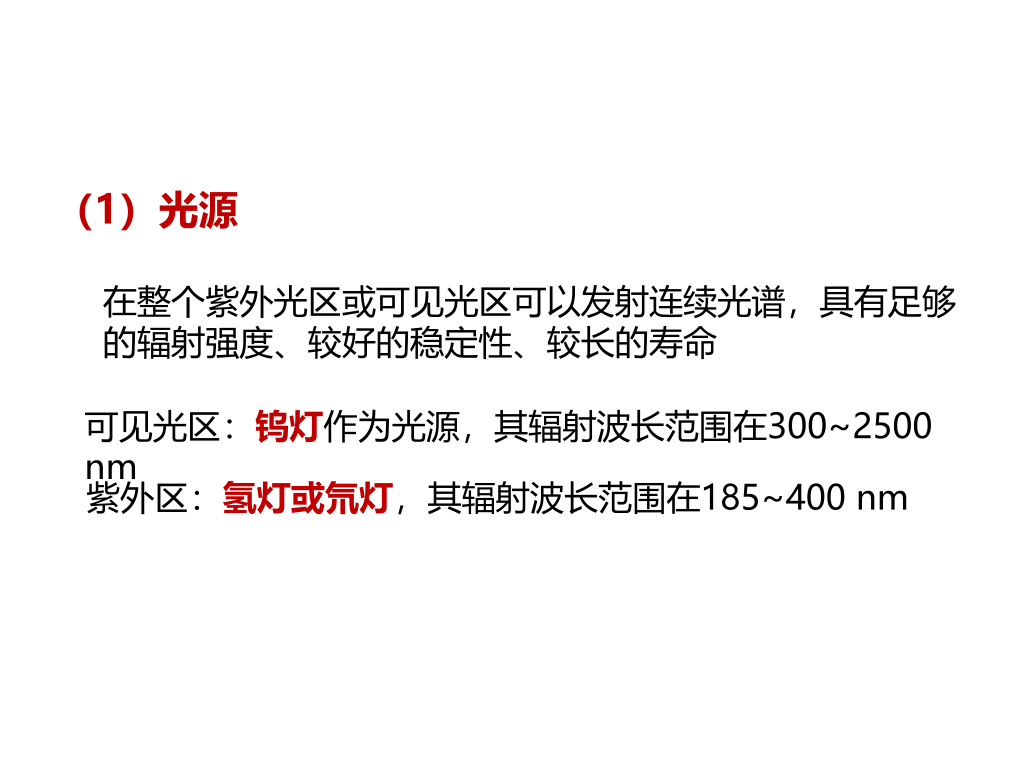 （1）光源
在整个紫外光区或可见光区可以发射连续光谱，具有足够
的辐射强度、较好的稳定性、较长的寿命
可见光区：钨灯作为光源，其辐射波长范围在300~2500
nm
紫外区：氢灯或氘灯，其辐射波长范围在185~400 nm